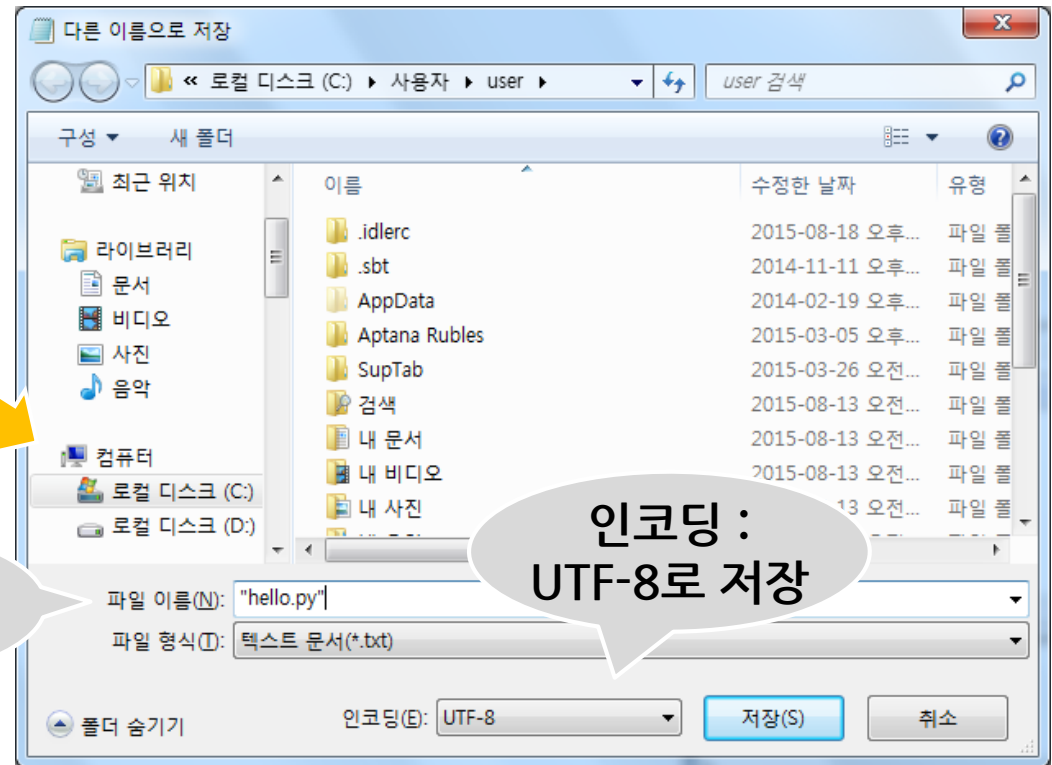 다른 이름으로 저장
« 로컬 디스크 (C:) ▸ 사용자 ▸ user ▸ user 검색
구성 새 폴더
최근 위치
라이브러리
문서
비디오
사진
음악
컴퓨터
로컬 디스크 (C:)
로컬 디스크 (D:)
이름 수정한 날짜 유형
.idlerc 2015-08-18 오후... 파일 폴
.sbt 2014-11-11 오후... 파일 폴
AppData 2014-02-19 오후... 파일 폴
Aptana Rubles 2015-03-05 오후... 파일 폴
SupTab 2015-03-26 오전... 파일 폴
검색 2015-08-13 오전... 파일 폴
내 문서 2015-08-13 오전... 파일 폴
내 비디오 2015-08-13 오전... 파일 폴
내 사진 13 오전... 파일 폴
인코딩 :
UTF-8로 저장
파일 이름(N): "hello.py"
파일 형식(T): 텍스트 문서(*.txt)
폴더 숨기기 인코딩(E): UTF-8 저장(S) 취소